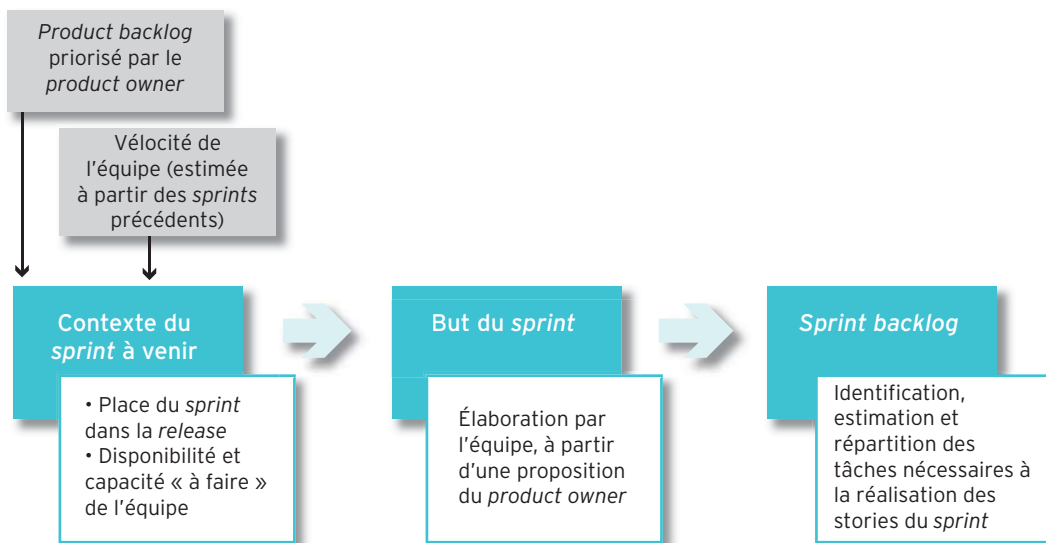 Product backlog
priorisé par le
product owner
Vélocité de
l'équipe (estimée
à partir des sprints
précédents)
Contexte du
sprint à venir
• Place du sprint
dans la release
• Disponibilité et
capacité « à faire »
de l'équipe
But du sprint
Élaboration par
l'équipe, à partir
d'une proposition
du product owner
Sprint backlog
Identification,
estimation et
répartition des
tâches nécessaires à
la réalisation des
stories du sprint